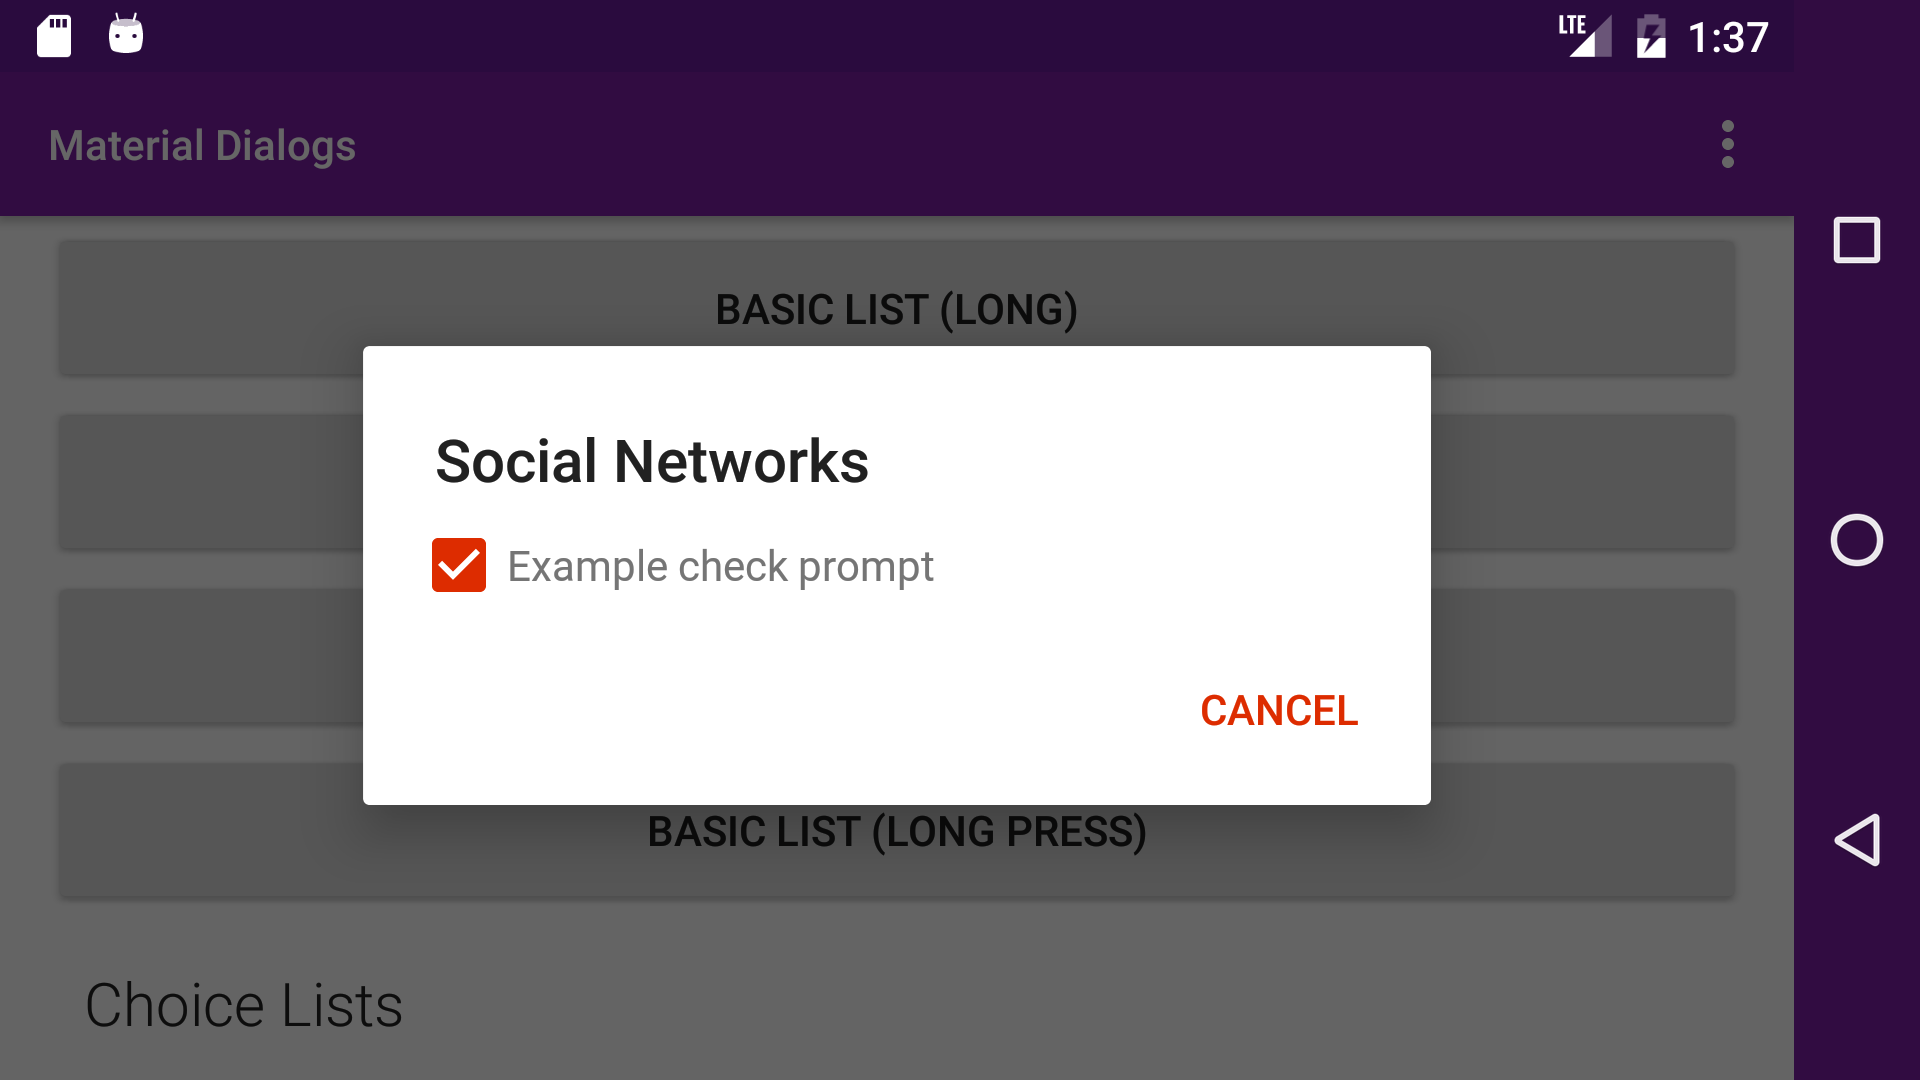 LTE 1:37
Material Dialogs
BASIC LIST (LONG)
Social Networks
Example check prompt
CANCEL
BASIC LIST (LONG PRESS)
Choice Lists